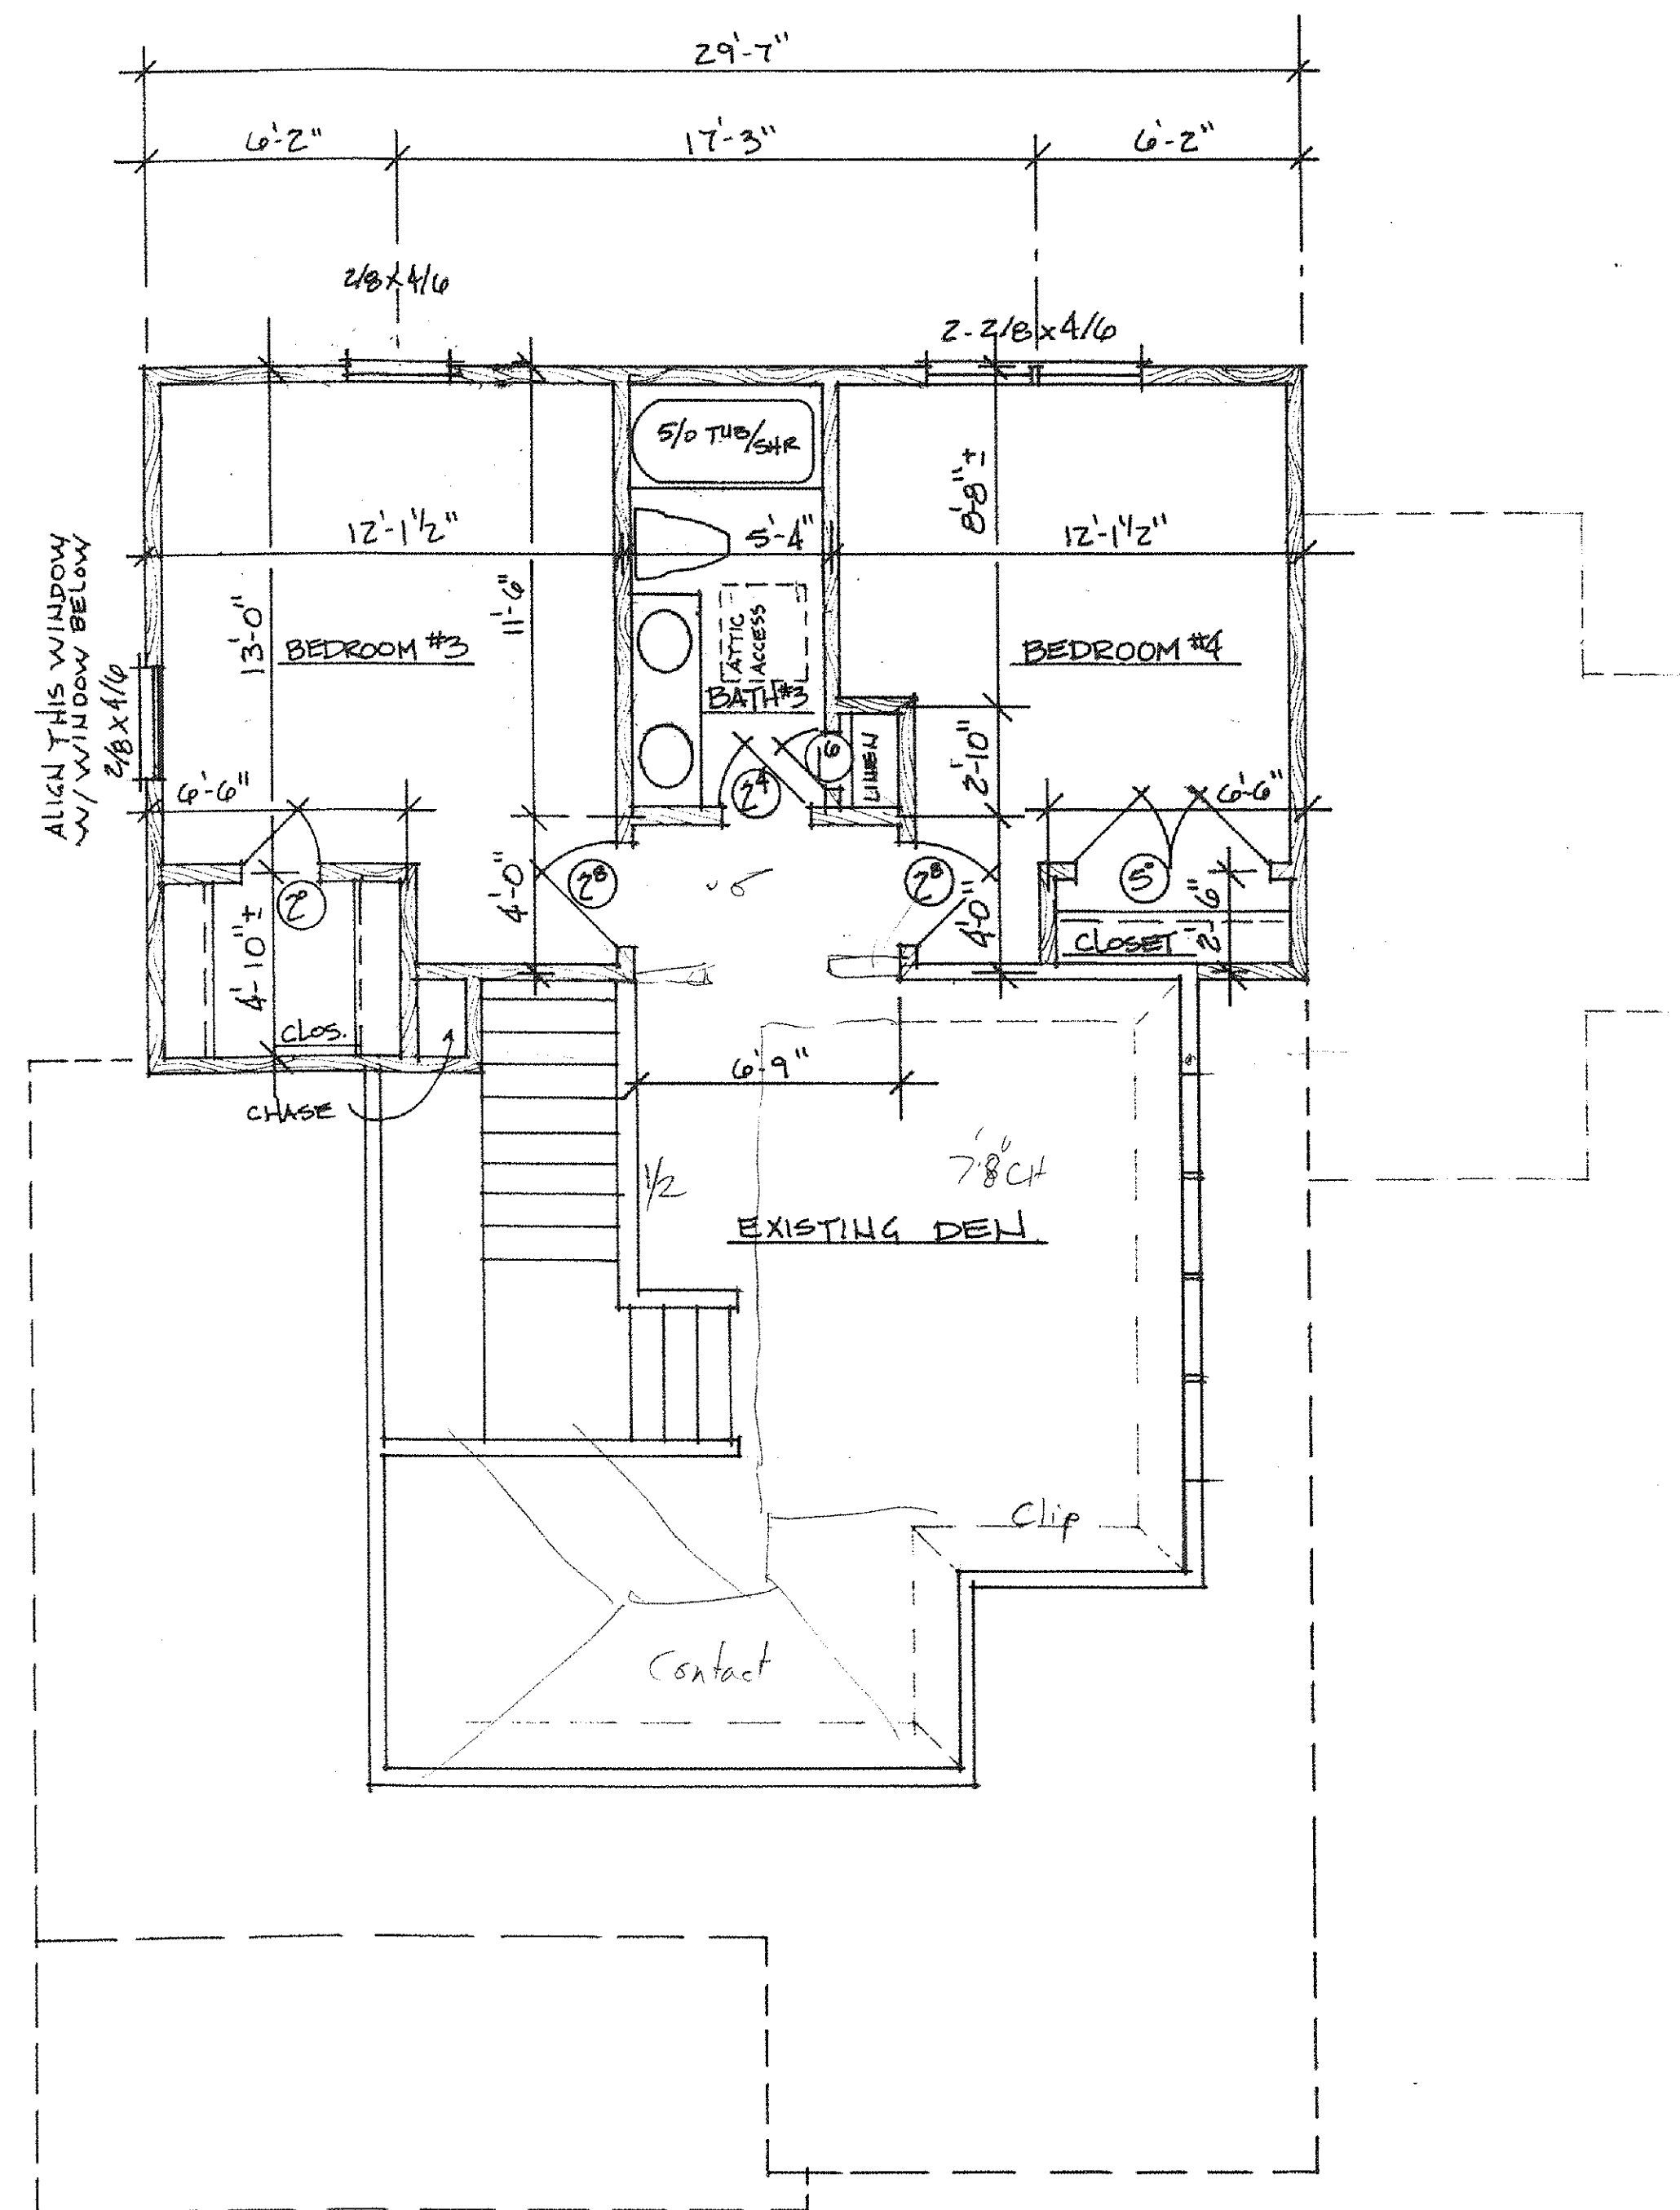 29'-7"
6'-2"
17'-3"
6'-2"
2/8 x 4/6
2-2/8 x 4/6
5/0 TUB/
SHR
8'-8"±
12'-1 1/2"
5'-4"
12'-1 1/2"
ALIGN THIS WINDOW
W/ WINDOW BELOW
2/8 x 4/6
13'-0"
11'-6"
BEDROOM #3
ATTIC
ACCESS
BEDROOM #4
BATH #3
1⁶
LINEN
2⁴
2'-10"
6'-6"
6'-6"
2⁸
2⁸
5⁰
2⁰
4'-0"
4'-0"
2'-6"
CLOSET
4'-10"±
CLOS.
CHASE
6'-9"
1/2
7'8" CH
EXISTING DEN
Clip
Contact